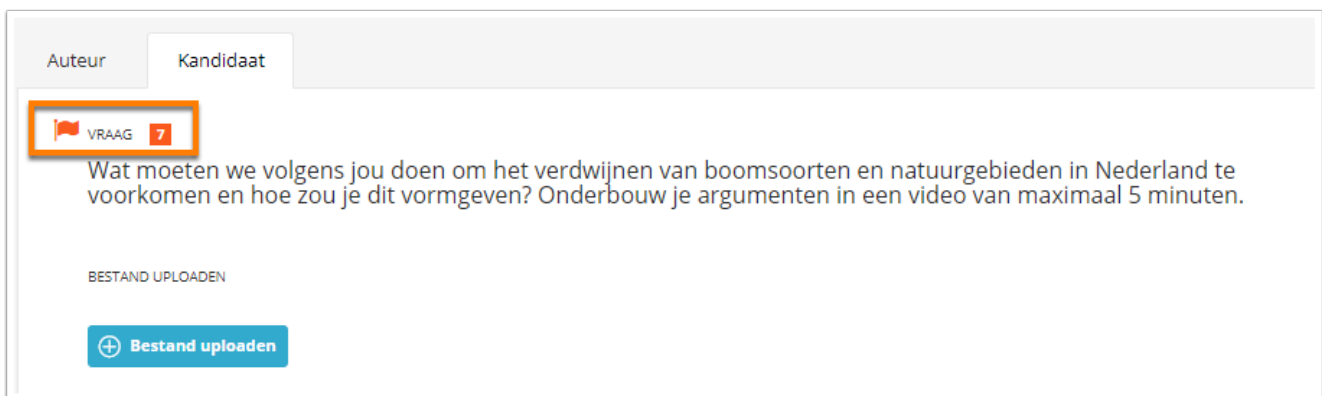 Auteur Kandidaat
VRAAG 7
Wat moeten we volgens jou doen om het verdwijnen van boomsoorten en natuurgebieden in Nederland te
voorkomen en hoe zou je dit vormgeven? Onderbouw je argumenten in een video van maximaal 5 minuten.
BESTAND UPLOADEN
Bestand uploaden